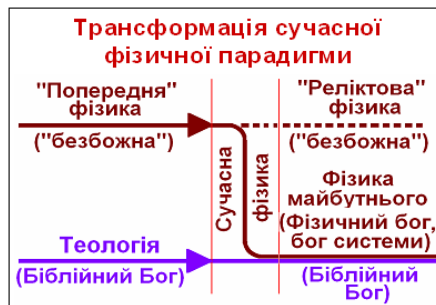 Трансформація сучасної
фізичної парадигми
"Попередня"
фізика
("безбожна")
"Реліктова"
фізика
("безбожна")
Сучасна
фізика
Фізика
майбутнього
(Фізичний бог,
бог системи)
Теологія
(Біблійний Бог)
(Біблійний
Бог)